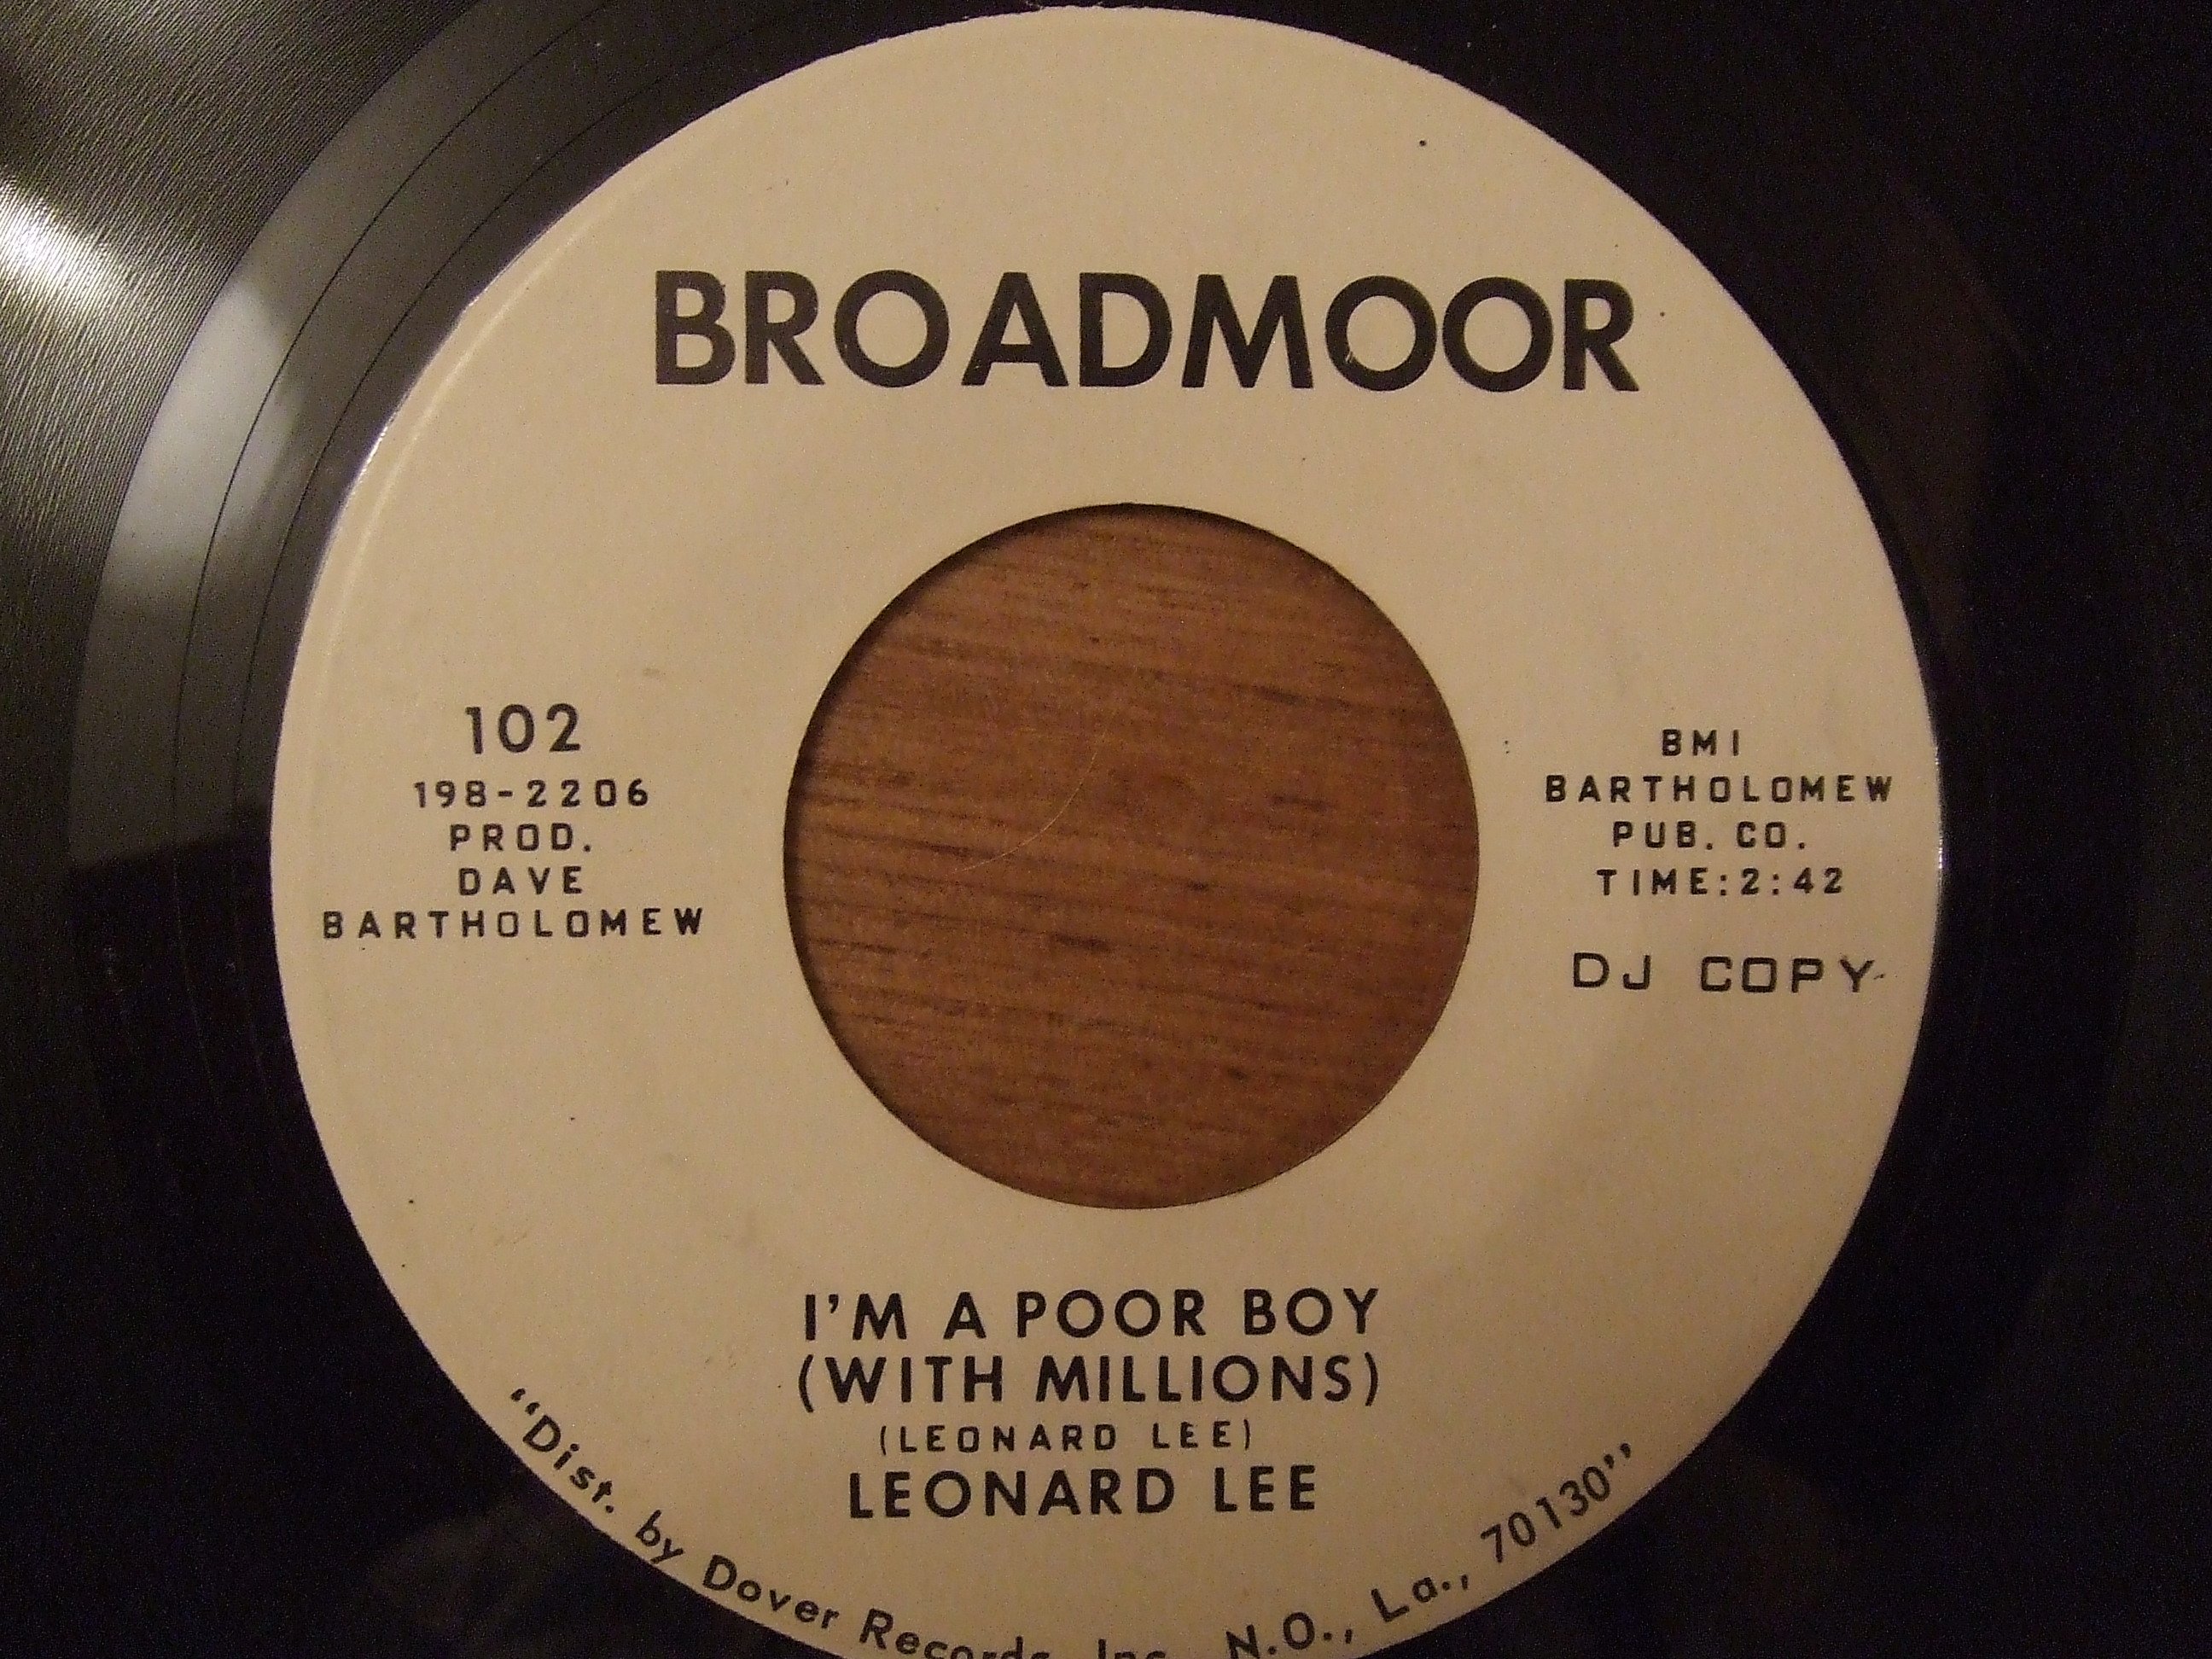 BROADMOOR
102
198-2206
PROD.
DAVE
BARTHOLOMEW
BMI
BARTHOLOMEW
PUB. CO.
TIME:2:42
DJ COPY
I'M A POOR BOY
(WITH MILLIONS)
(LEONARD LEE)
LEONARD LEE
“Dist. by Dover Records, Inc., N.O., La., 70130”